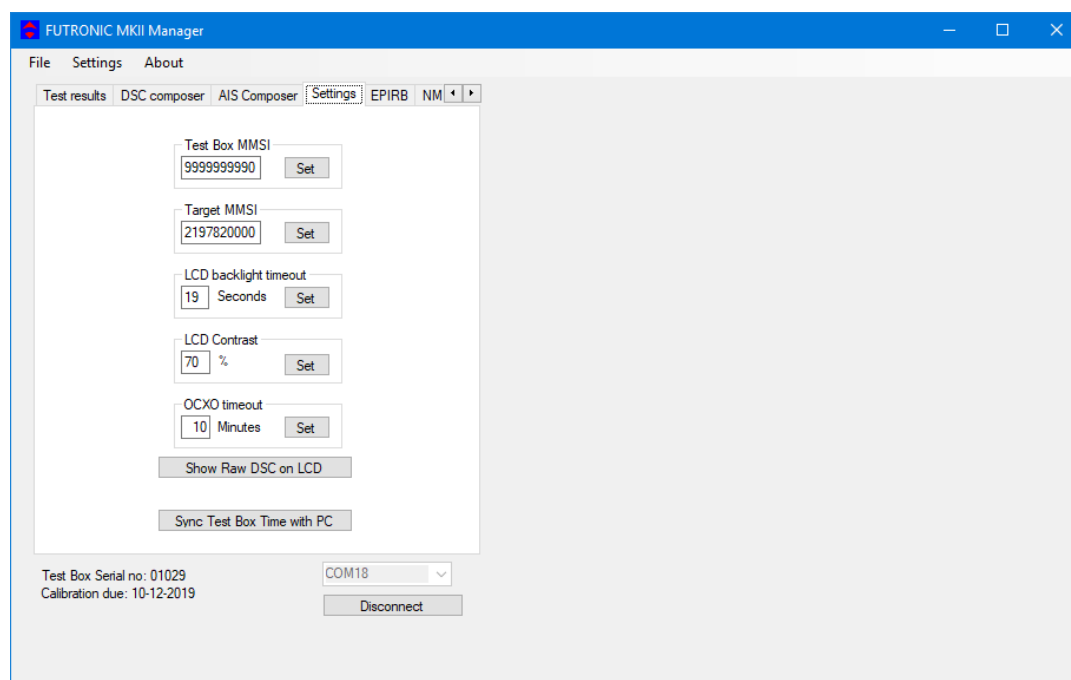 FUTRONIC MKII Manager
File Settings About
Test results DSC composer AIS Composer Settings EPIRB NM
Test Box MMSI
9999999990 Set
Target MMSI
2197820000 Set
LCD backlight timeout
19 Seconds Set
LCD Contrast
70 % Set
OCXO timeout
10 Minutes Set
Show Raw DSC on LCD
Sync Test Box Time with PC
Test Box Serial no: 01029
Calibration due: 10-12-2019
COM18
Disconnect